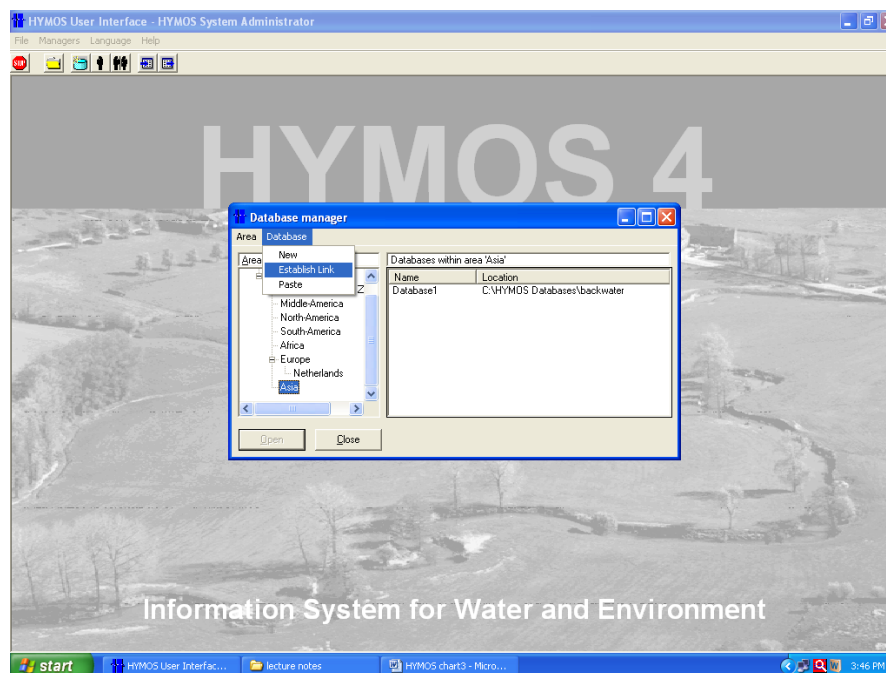 HYMOS User Interface - HYMOS System Administrator
File Managers Language Help
STOP
HYMOS 4
Database manager
Area Database
New
Establish Link
Paste
Area
Z
Middle-America
North-America
South-America
Africa
Europe
Netherlands
Asia
Databases within area 'Asia'
Name Location
Database1 C:\HYMOS Databases\backwater
Open Close
Information System for Water and Environment
start HYMOS User Interfac... lecture notes HYMOS chart3 - Micro... 3:46 PM